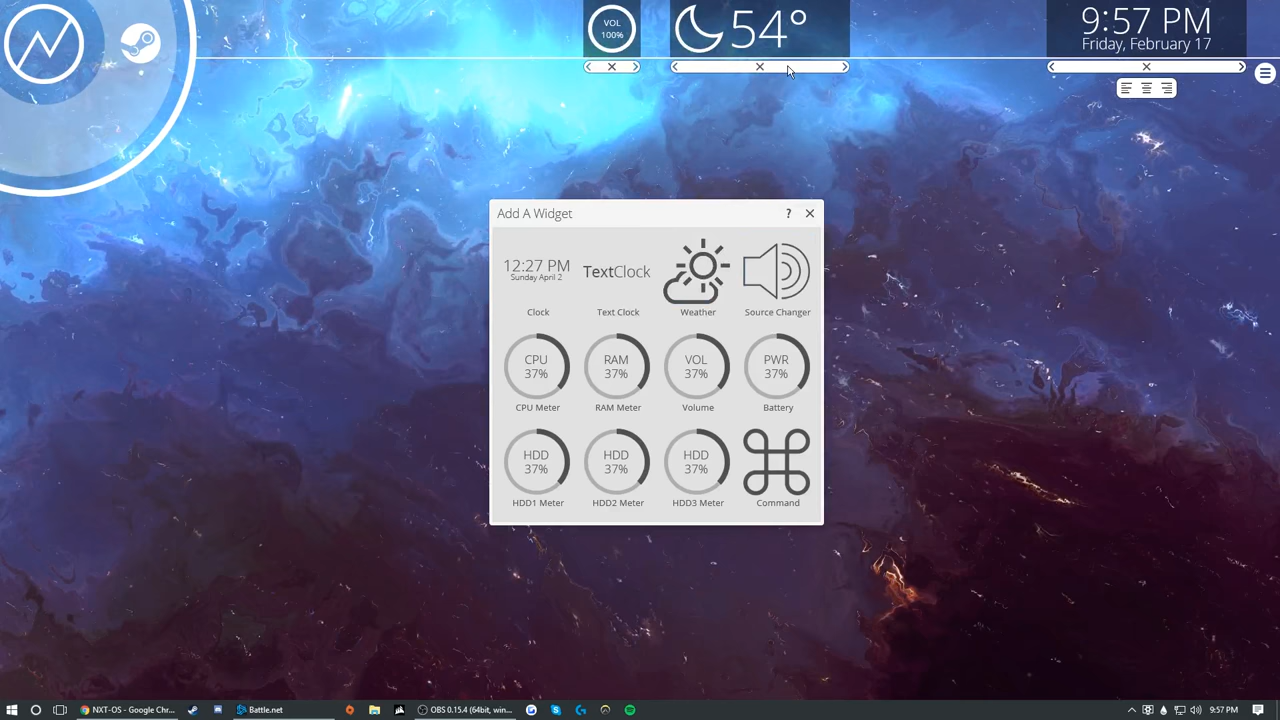 VOL
100%
54°
9:57 PM
Friday, February 17
Add A Widget
?
12:27 PM
Sunday April 2
TextClock
Clock
Text Clock
Weather
Source Changer
CPU
37%
RAM
37%
VOL
37%
PWR
37%
CPU Meter
RAM Meter
Volume
Battery
HDD
37%
HDD
37%
HDD
37%
HDD1 Meter
HDD2 Meter
HDD3 Meter
Command
NXT-OS - Google Chr...
Battle.net
OBS 0.15.4 (64bit, win...
9:57 PM